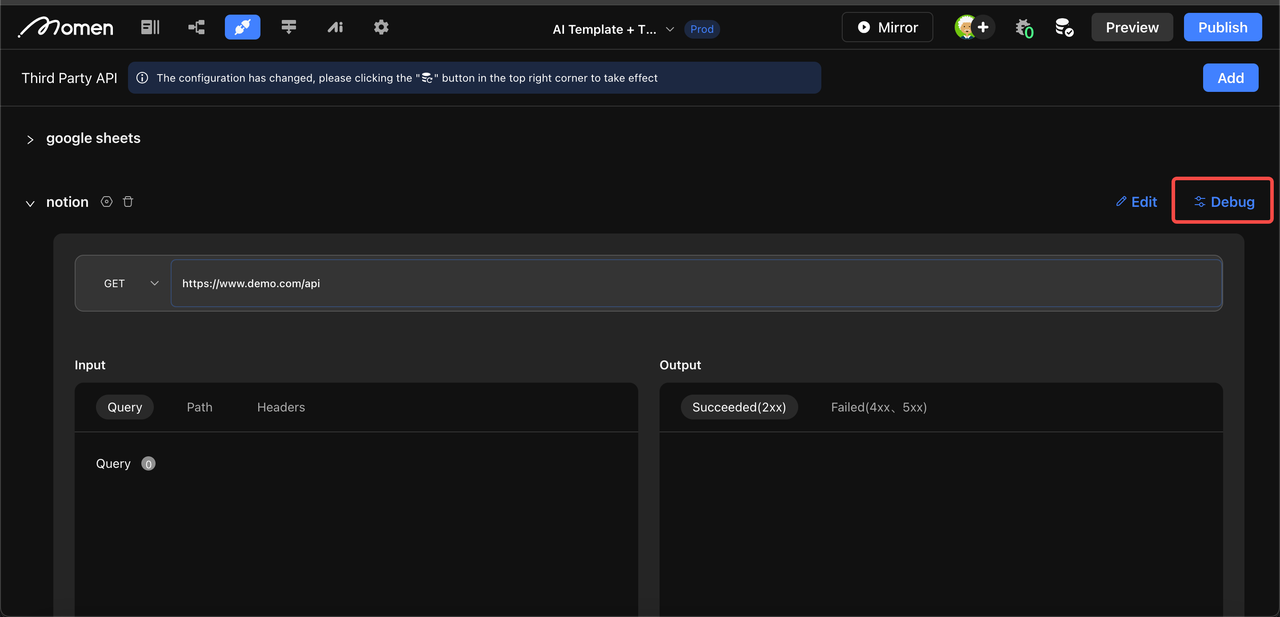 Momen
Ai
AI Template + T...
Prod
Mirror
0
Preview
Publish
Third Party API
The configuration has changed, please clicking the "" button in the top right corner to take effect
Add
google sheets
notion
Edit
Debug
GET
https://www.demo.com/api
Input
Output
Query
Path
Headers
Succeeded(2xx)
Failed(4xx、5xx)
Query 0